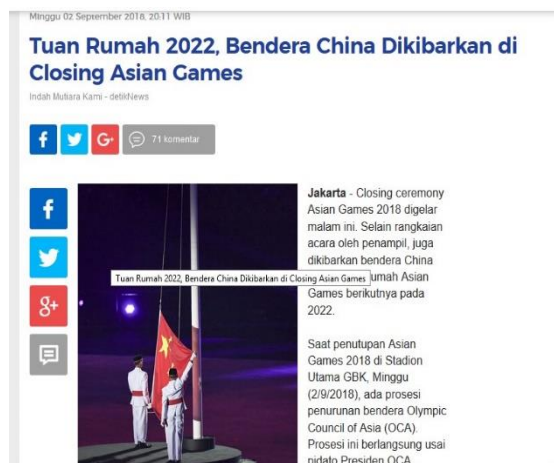 Minggu 02 September 2018, 20:11 WIB
Tuan Rumah 2022, Bendera China Dikibarkan di
Closing Asian Games
Indah Mutiara Kami - detikNews
f
G+
71 komentar
f
g+
Jakarta - Closing ceremony
Asian Games 2018 digelar
malam ini. Selain rangkaian
acara oleh penampil, juga
dikibarkan bendera China
Tuan Rumah 2022, Bendera China Dikibarkan di Closing Asian Games
umah Asian
Games berikutnya pada
2022.
Saat penutupan Asian
Games 2018 di Stadion
Utama GBK, Minggu
(2/9/2018), ada prosesi
penurunan bendera Olympic
Council of Asia (OCA).
Prosesi ini berlangsung usai
pidato Presiden OCA